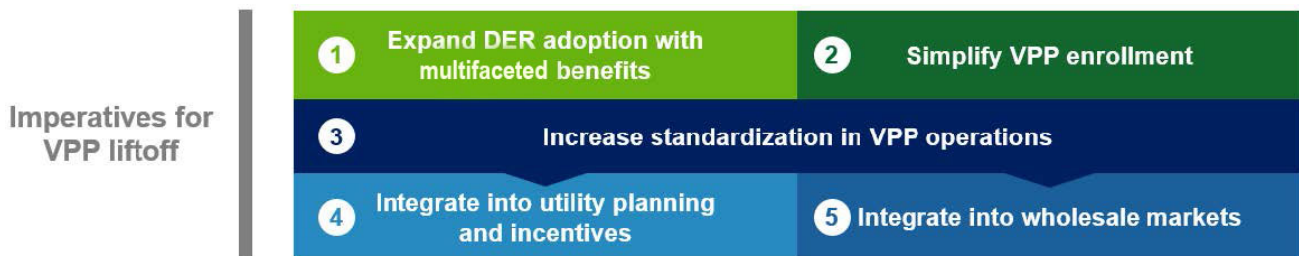 Imperatives for
VPP liftoff
1
Expand DER adoption with
multifaceted benefits
2
Simplify VPP enrollment
3
Increase standardization in VPP operations
4
Integrate into utility planning
and incentives
5
Integrate into wholesale markets